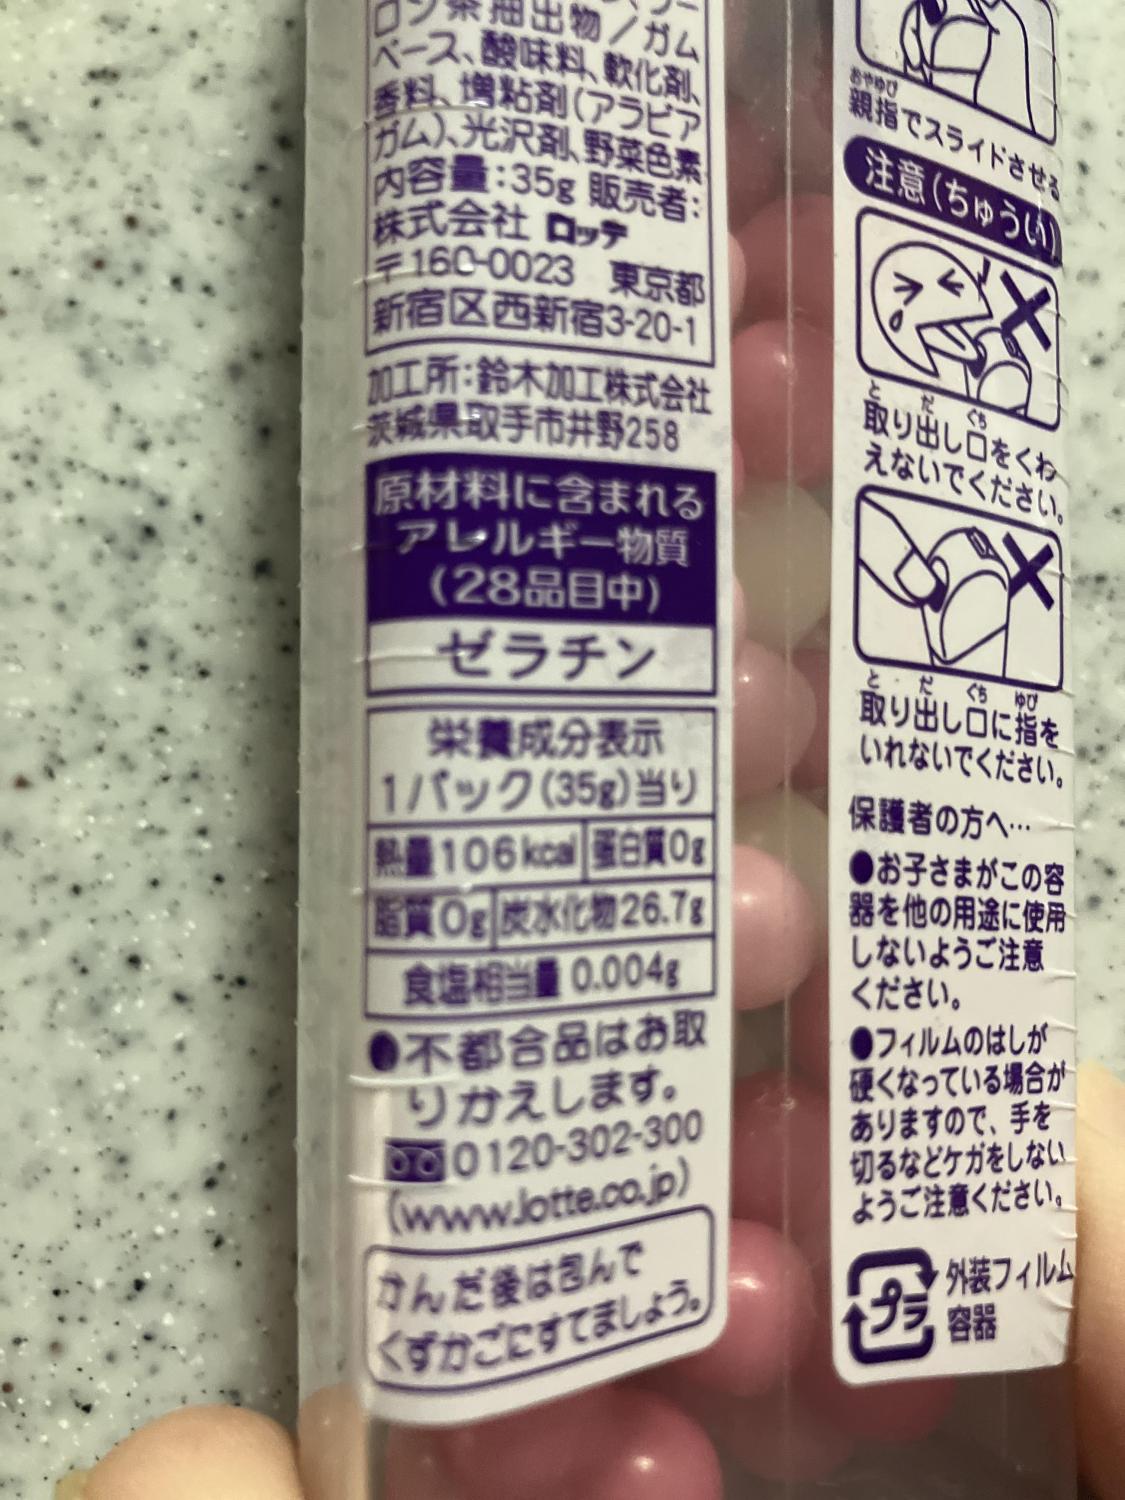 ロン茶抽出物/ガム
ベース、酸味料、軟化剤、
香料、増粘剤(アラビア
ガム)、光沢剤、野菜色素
内容量:35g 販売者:
株式会社 ロッテ
〒160-0023 東京都
新宿区西新宿3-20-1
加工所:鈴木加工株式会社
茨城県取手市井野258
原材料に含まれる
アレルギー物質
(28品目中)
ゼラチン
栄養成分表示
1パック(35g)当り
熱量106kcal 蛋白質0g
脂質0g 炭水化物26.7g
食塩相当量 0.004g
●不都合品はお取
りかえします。
0120-302-300
(www.lotte.co.jp)
かんだ後は包んで
くずかごにすてましょう。
おやゆび
親指でスライドさせる
注意(ちゅうい)
と だ ぐち
取り出し口をくわ
えないでください。
と だ ぐち ゆび
取り出し口に指を
いれないでください。
保護者の方へ…
●お子さまがこの容
器を他の用途に使用
しないようご注意
ください。
●フィルムのはしが
硬くなっている場合が
ありますので、手を
切るなどケガをしない
ようご注意ください。
プラ
外装フィルム
容器